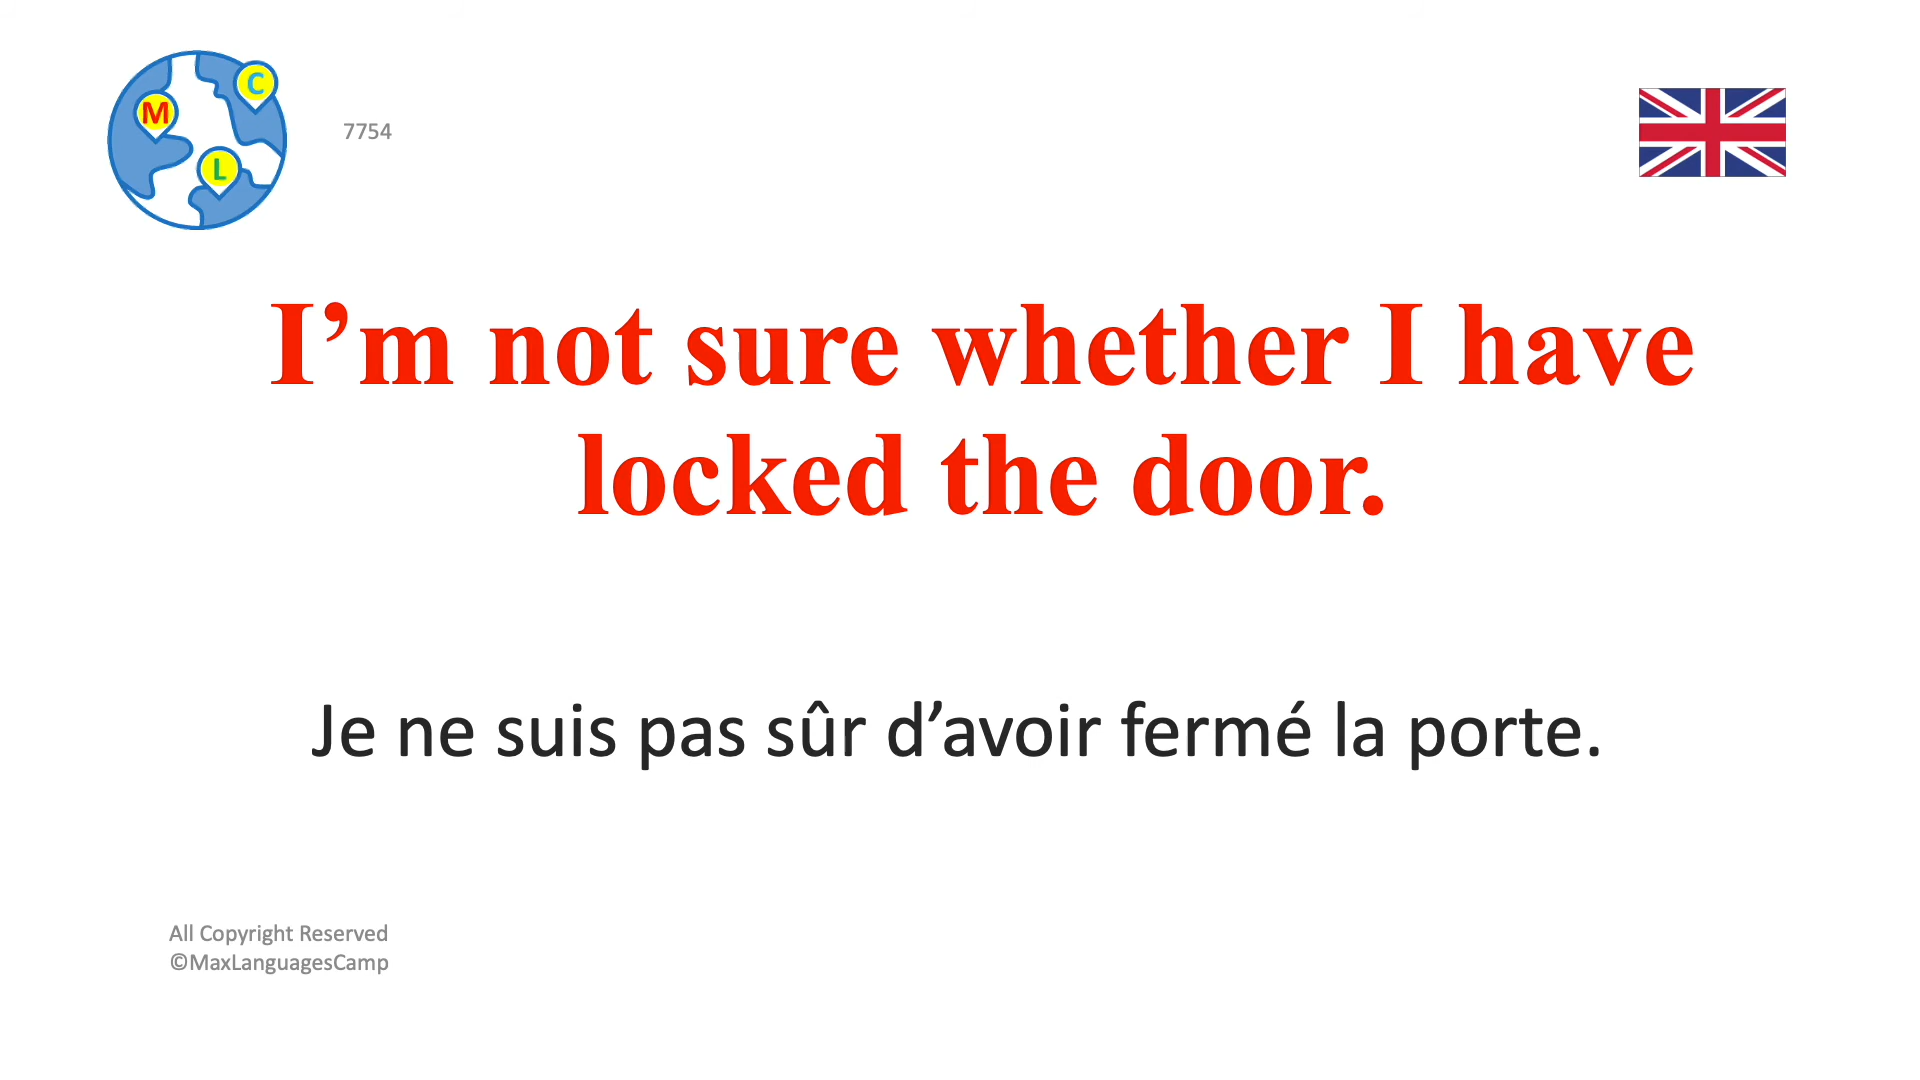 M
C
L
7754
I’m not sure whether I have
locked the door.
Je ne suis pas sûr d’avoir fermé la porte.
All Copyright Reserved
©MaxLanguagesCamp